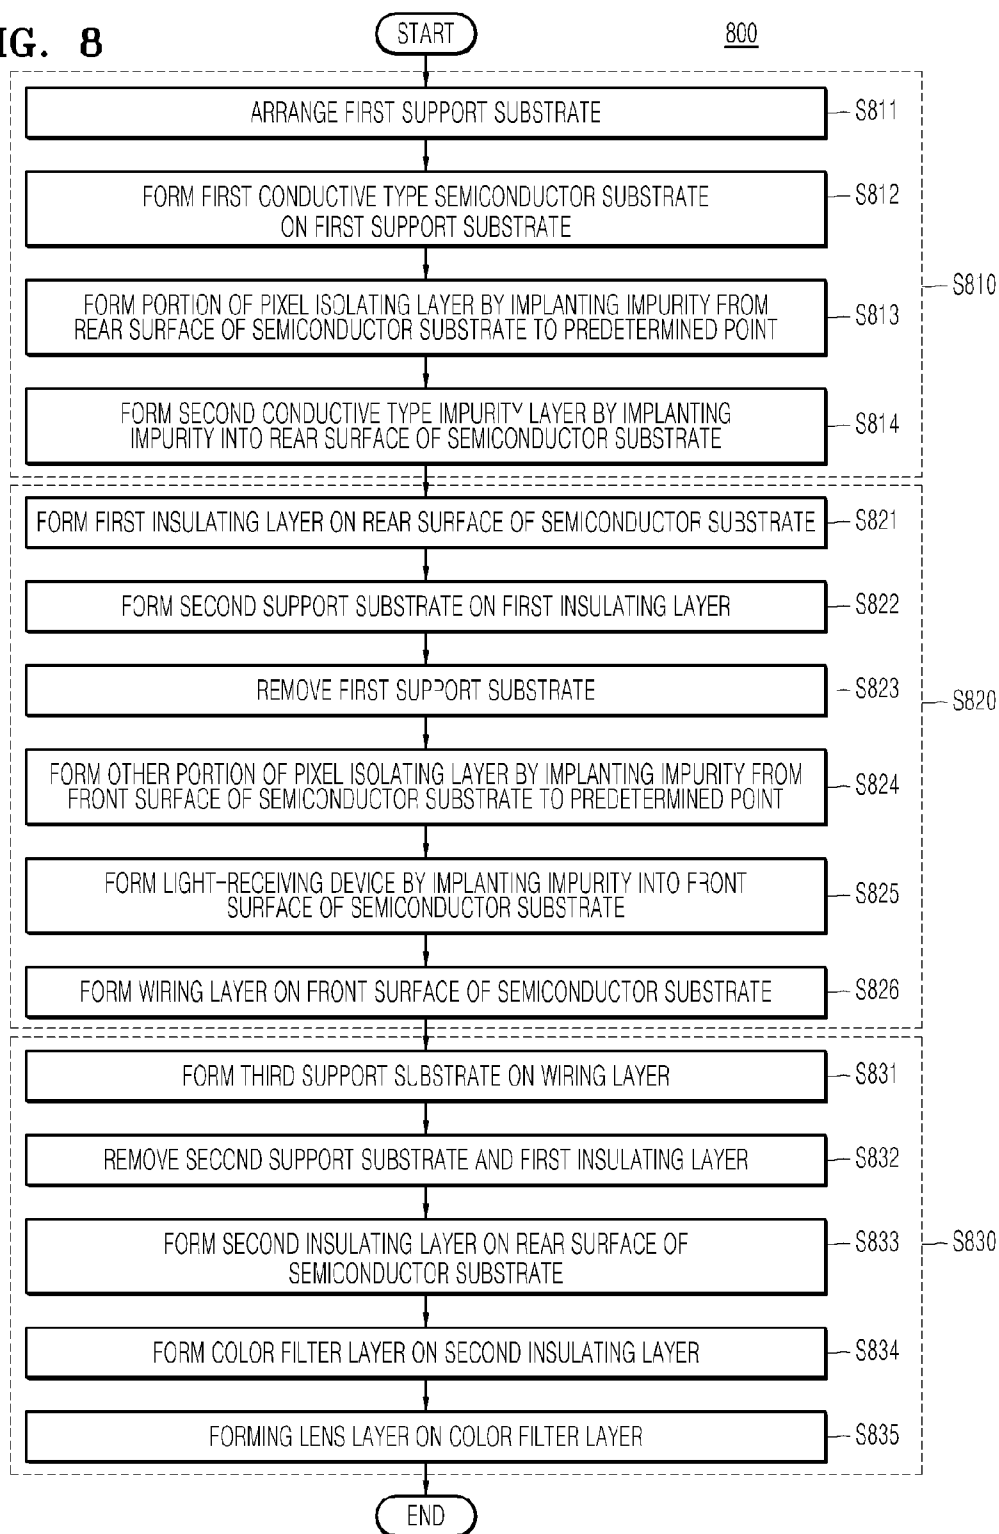 IG. 8
START
800
ARRANGE FIRST SUPPORT SUBSTRATE
S811
FORM FIRST CONDUCTIVE TYPE SEMICONDUCTOR SUBSTRATE
ON FIRST SUPPORT SUBSTRATE
S812
FORM PORTION OF PIXEL ISOLATING LAYER BY IMPLANTING IMPURITY FROM
REAR SURFACE OF SEMICONDUCTOR SUBSTRATE TO PREDETERMINED POINT
S813
S810
FORM SECOND CONDUCTIVE TYPE IMPURITY LAYER BY IMPLANTING
IMPURITY INTO REAR SURFACE OF SEMICONDUCTOR SUBSTRATE
S814
FORM FIRST INSULATING LAYER ON REAR SURFACE OF SEMICONDUCTOR SUBSTRATE
S821
FORM SECOND SUPPORT SUBSTRATE ON FIRST INSULATING LAYER
S822
REMOVE FIRST SUPPORT SUBSTRATE
S823
S820
FORM OTHER PORTION OF PIXEL ISOLATING LAYER BY IMPLANTING IMPURITY FROM
FRONT SURFACE OF SEMICONDUCTOR SUBSTRATE TO PREDETERMINED POINT
S824
FORM LIGHT-RECEIVING DEVICE BY IMPLANTING IMPURITY INTO FRONT
SURFACE OF SEMICONDUCTOR SUBSTRATE
S825
FORM WIRING LAYER ON FRONT SURFACE OF SEMICONDUCTOR SUBSTRATE
S826
FORM THIRD SUPPORT SUBSTRATE ON WIRING LAYER
S831
REMOVE SECOND SUPPORT SUBSTRATE AND FIRST INSULATING LAYER
S832
FORM SECOND INSULATING LAYER ON REAR SURFACE OF
SEMICONDUCTOR SUBSTRATE
S833
S830
FORM COLOR FILTER LAYER ON SECOND INSULATING LAYER
S834
FORMING LENS LAYER ON COLOR FILTER LAYER
S835
END